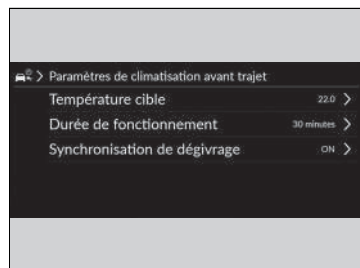 Paramètres de climatisation avant trajet
Température cible 22.0
Durée de fonctionnement 30 minutes
Synchronisation de dégivrage ON